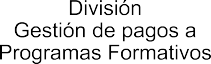 División
Gestión de pagos a
Programas Formativos